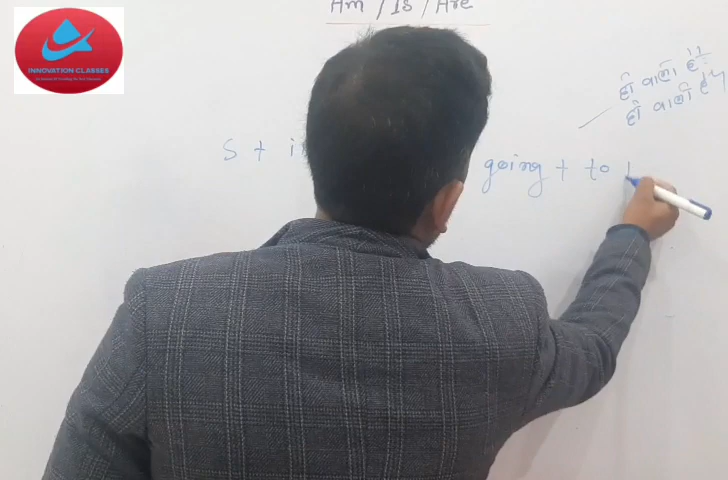 INNOVATION CLASSES
Am / Is / Are
हो वाला है
हो वाली है
S + i
going + to